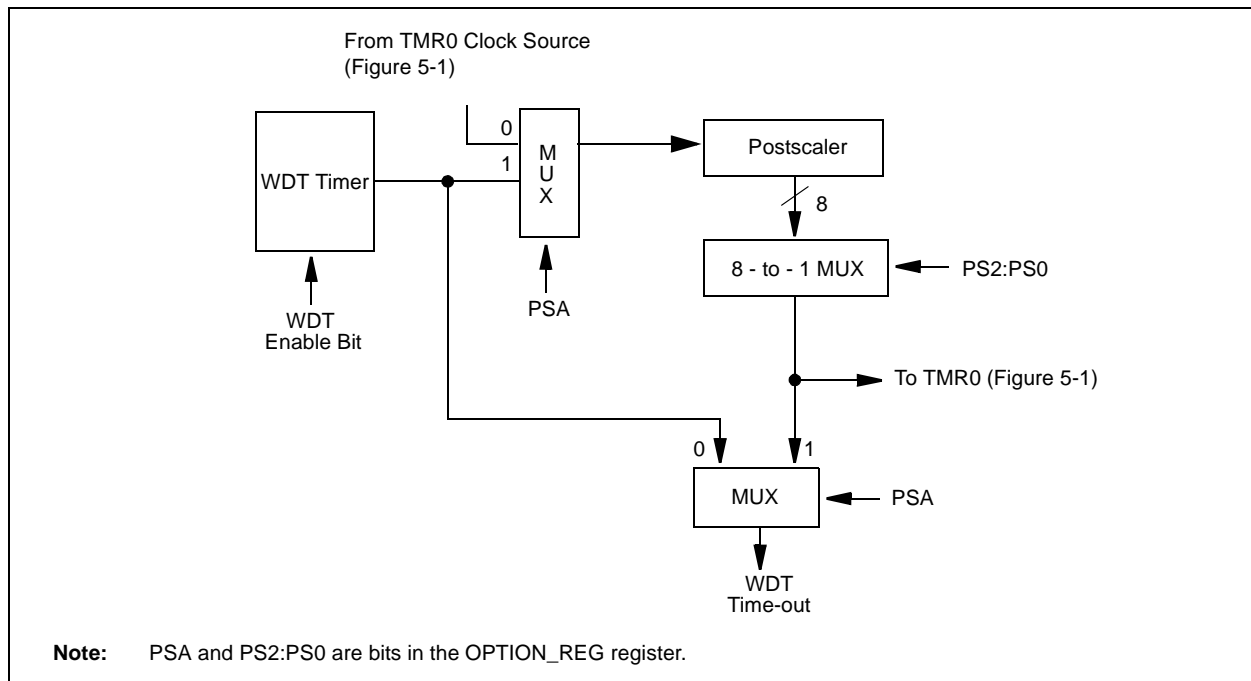 From TMR0 Clock Source
(Figure 5-1)
0
1
M
U
X
WDT Timer
Postscaler
8
8 - to - 1 MUX
PS2:PS0
PSA
WDT
Enable Bit
To TMR0 (Figure 5-1)
0
1
MUX
PSA
WDT
Time-out
Note: PSA and PS2:PS0 are bits in the OPTION_REG register.